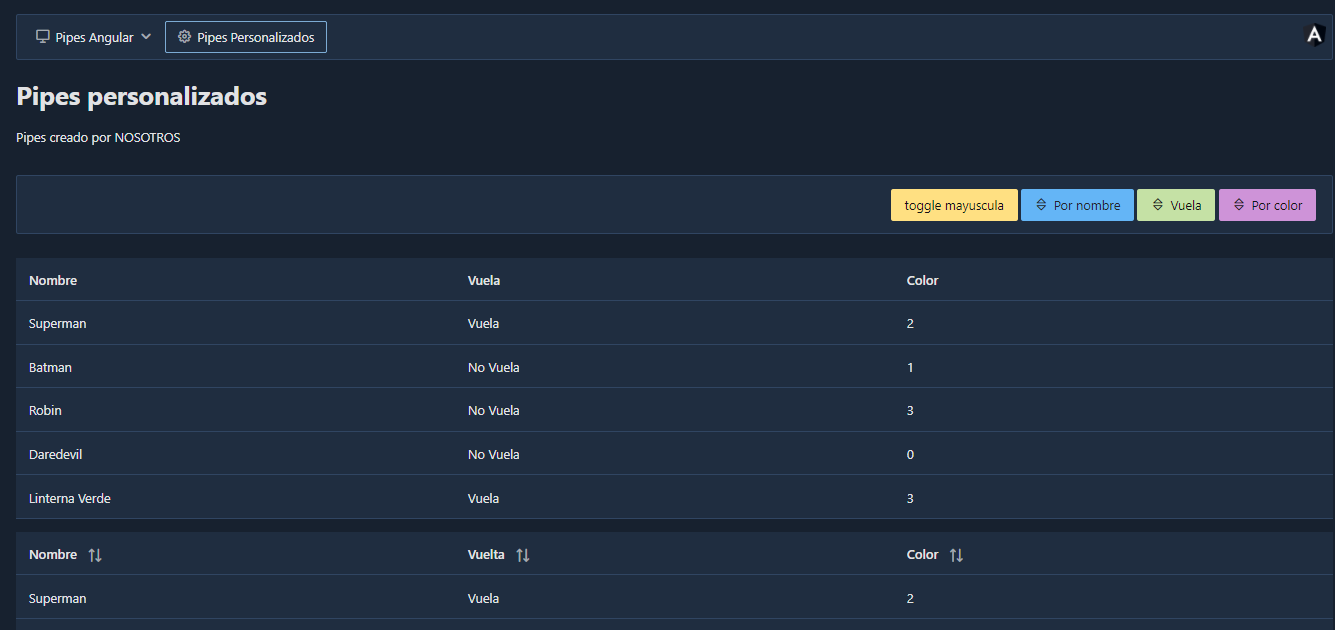 Pipes Angular Pipes Personalizados
Pipes personalizados
Pipes creado por NOSOTROS
toggle mayuscula Por nombre Vuela Por color
Nombre Vuela Color
Superman Vuela 2
Batman No Vuela 1
Robin No Vuela 3
Daredevil No Vuela 0
Linterna Verde Vuela 3
Nombre Vuelta Color
Superman Vuela 2